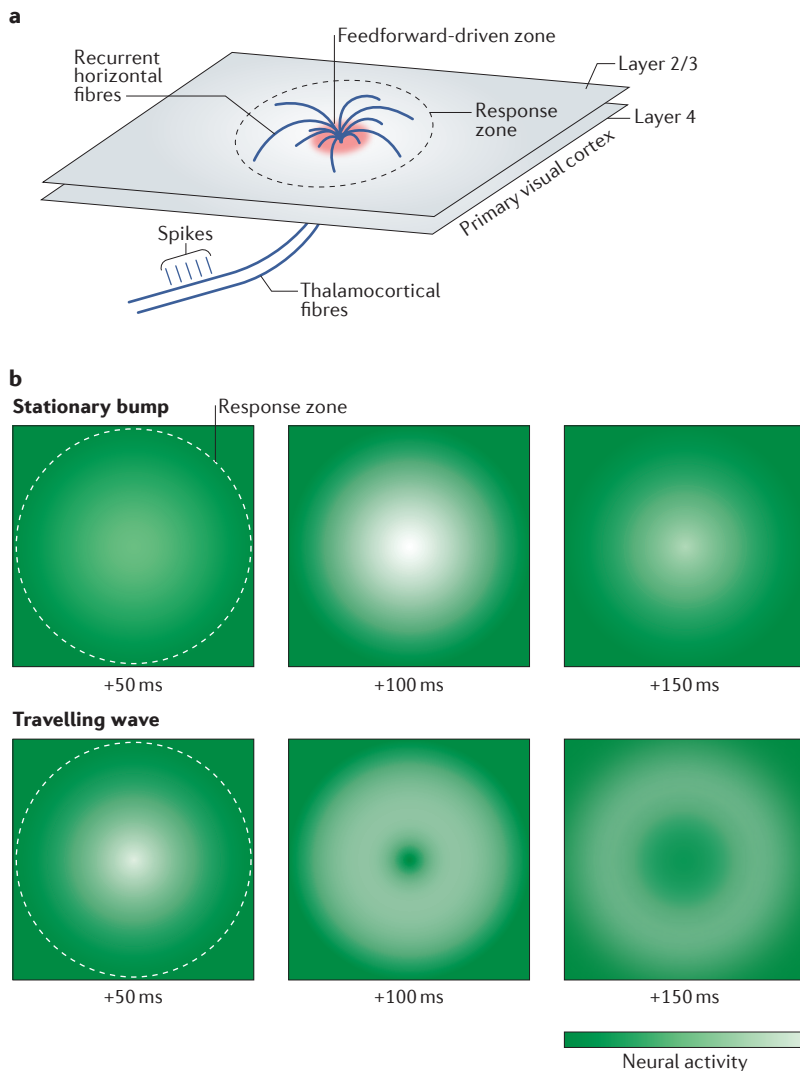 a
Feedforward-driven zone
Recurrent
horizontal
fibres
Layer 2/3
Response
zone
Layer 4
Primary visual cortex
Spikes
Thalamocortical
fibres
b
Stationary bump
Response zone
+50 ms
+100 ms
+150 ms
Travelling wave
+50 ms
+100 ms
+150 ms
Neural activity